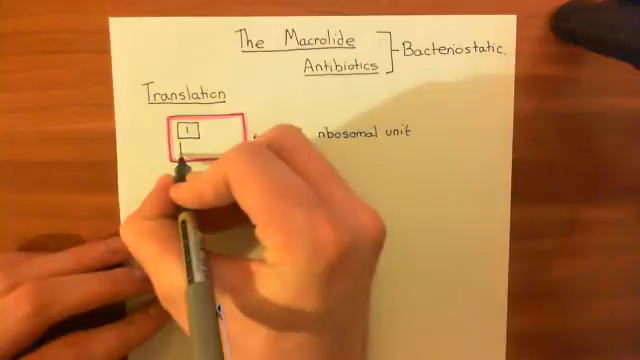 The Macrolide
Antibiotics
Bacteriostatic.
Translation
1
ribosomal unit